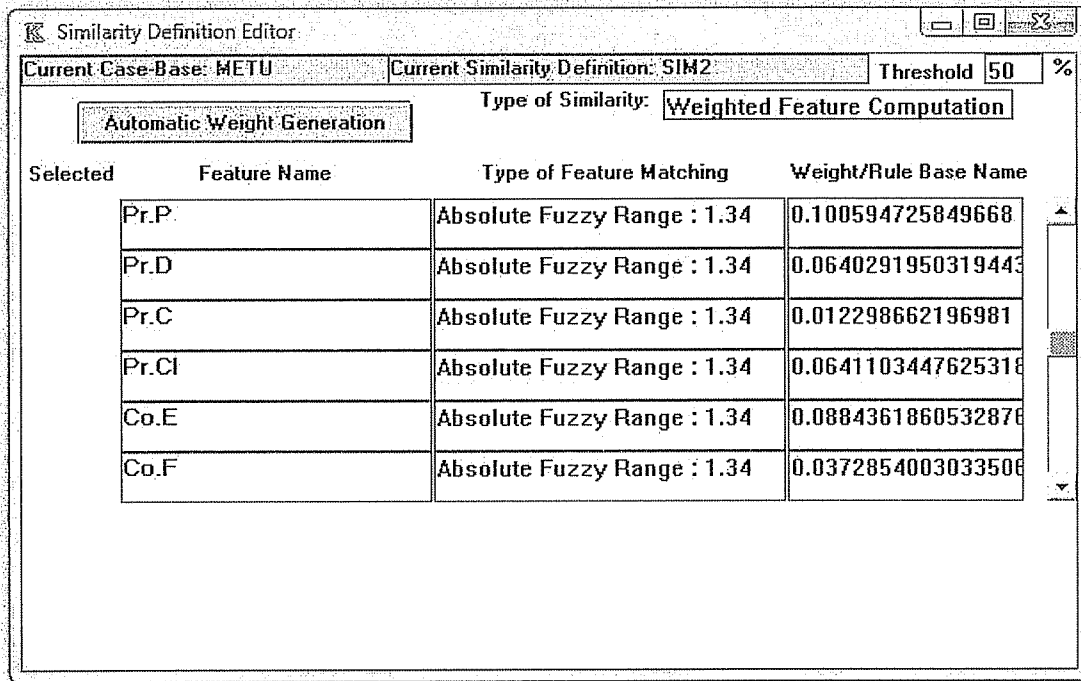 Similarity Definition Editor
Current Case-Base: METU Current Similarity Definition: SIM2 Threshold 50 %
Type of Similarity: Weighted Feature Computation
Automatic Weight Generation
Selected Feature Name Type of Feature Matching Weight/Rule Base Name
Pr.P Absolute Fuzzy Range : 1.34 0.100594725849668
Pr.D Absolute Fuzzy Range : 1.34 0.0640291950319443
Pr.C Absolute Fuzzy Range : 1.34 0.012298662196981
Pr.Cl Absolute Fuzzy Range : 1.34 0.0641103447625318
Co.E Absolute Fuzzy Range : 1.34 0.0884361860532878
Co.F Absolute Fuzzy Range : 1.34 0.0372854003033506